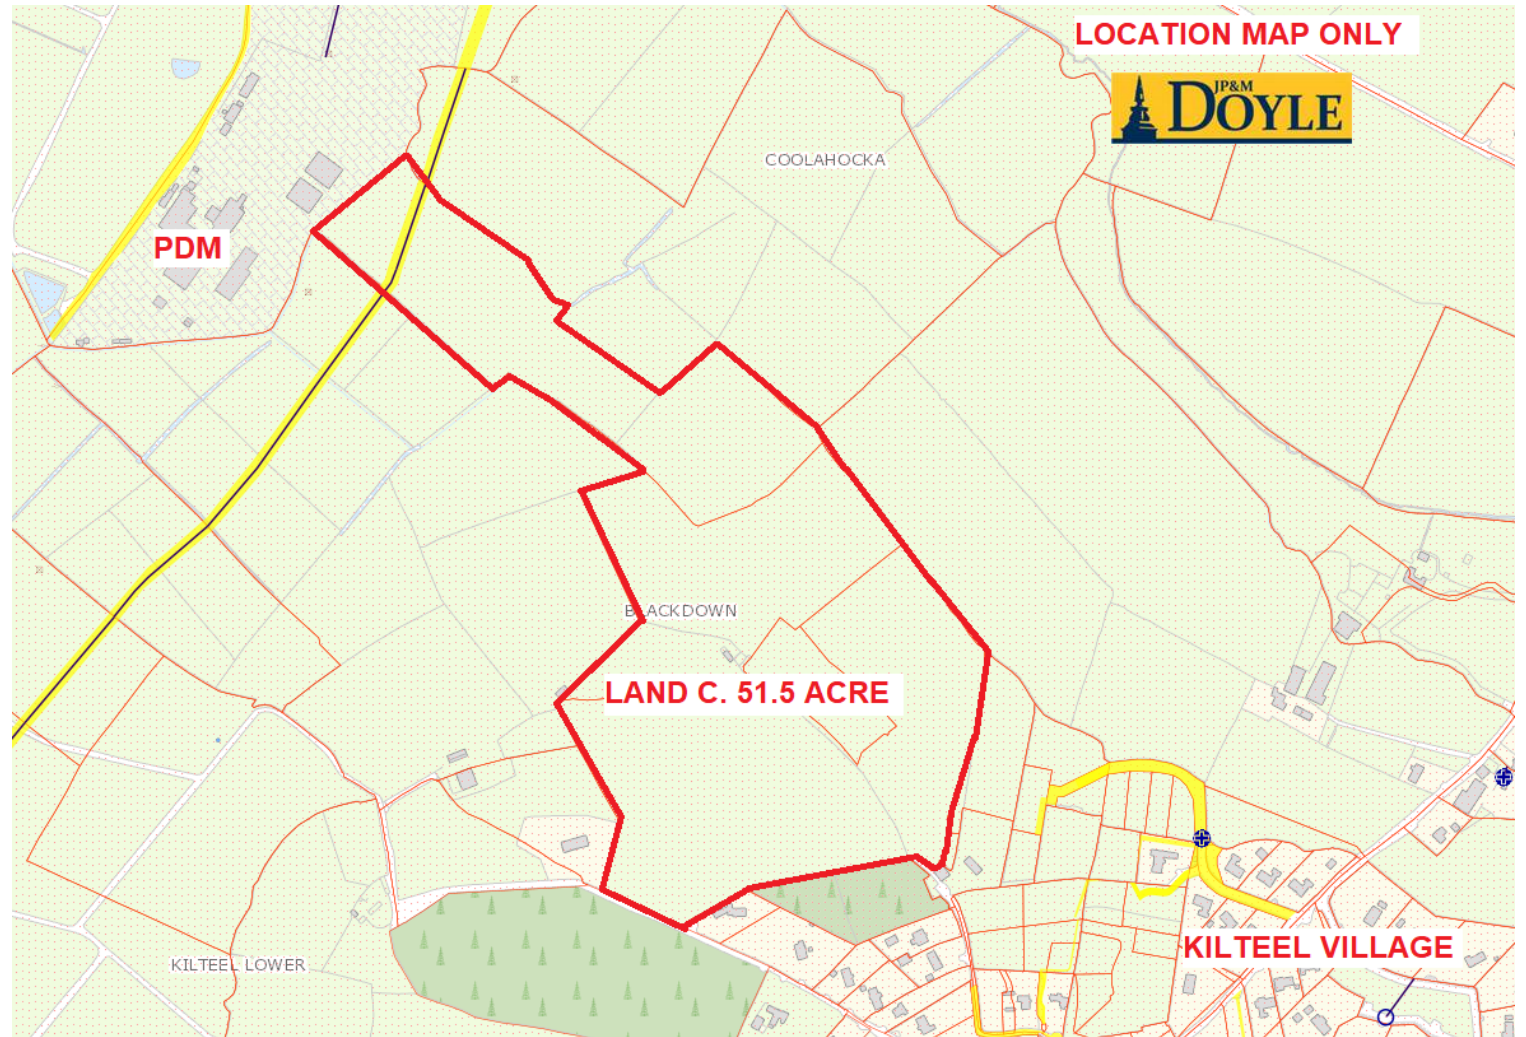 LOCATION MAP ONLY
JP&M
DOYLE
COOLAHOCKA
PDM
BLACKDOWN
LAND C. 51.5 ACRE
KILTEEL VILLAGE
KILTEEL LOWER